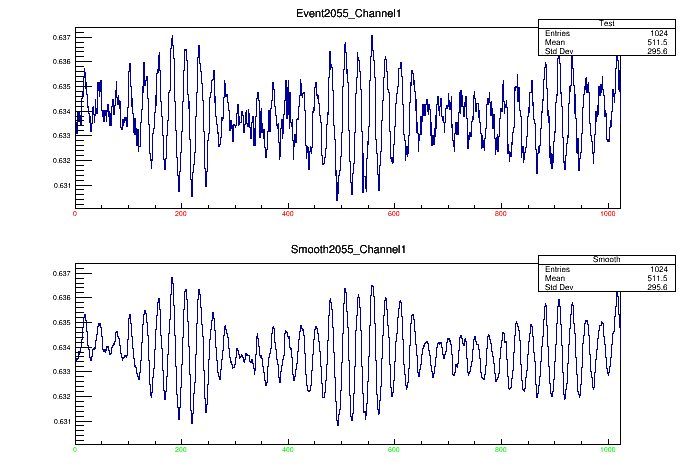 Event2055_Channel1
Test
Entries 1024
Mean 511.5
Std Dev 295.6
0.637
0.636
0.635
0.634
0.633
0.632
0.631
0 200 400 600 800 1000
Smooth2055_Channel1
Smooth
Entries 1024
Mean 511.5
Std Dev 295.6
0.637
0.636
0.635
0.634
0.633
0.632
0.631
0 200 400 600 800 1000